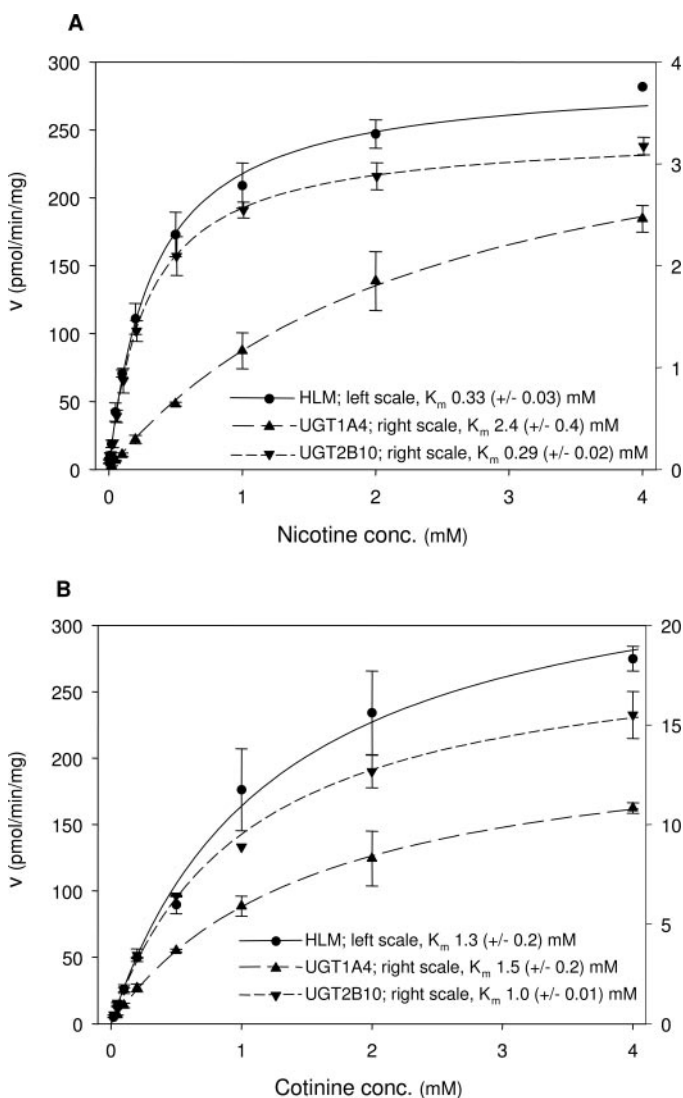 A
300
250
200
150
100
50
0
4
3
2
1
0
v (pmol/min/mg)
HLM; left scale, Km 0.33 (+/- 0.03) mM
UGT1A4; right scale, Km 2.4 (+/- 0.4) mM
UGT2B10; right scale, Km 0.29 (+/- 0.02) mM
0 1 2 3 4
Nicotine conc. (mM)
B
300
250
200
150
100
50
0
20
15
10
5
0
v (pmol/min/mg)
HLM; left scale, Km 1.3 (+/- 0.2) mM
UGT1A4; right scale, Km 1.5 (+/- 0.2) mM
UGT2B10; right scale, Km 1.0 (+/- 0.01) mM
0 1 2 3 4
Cotinine conc. (mM)